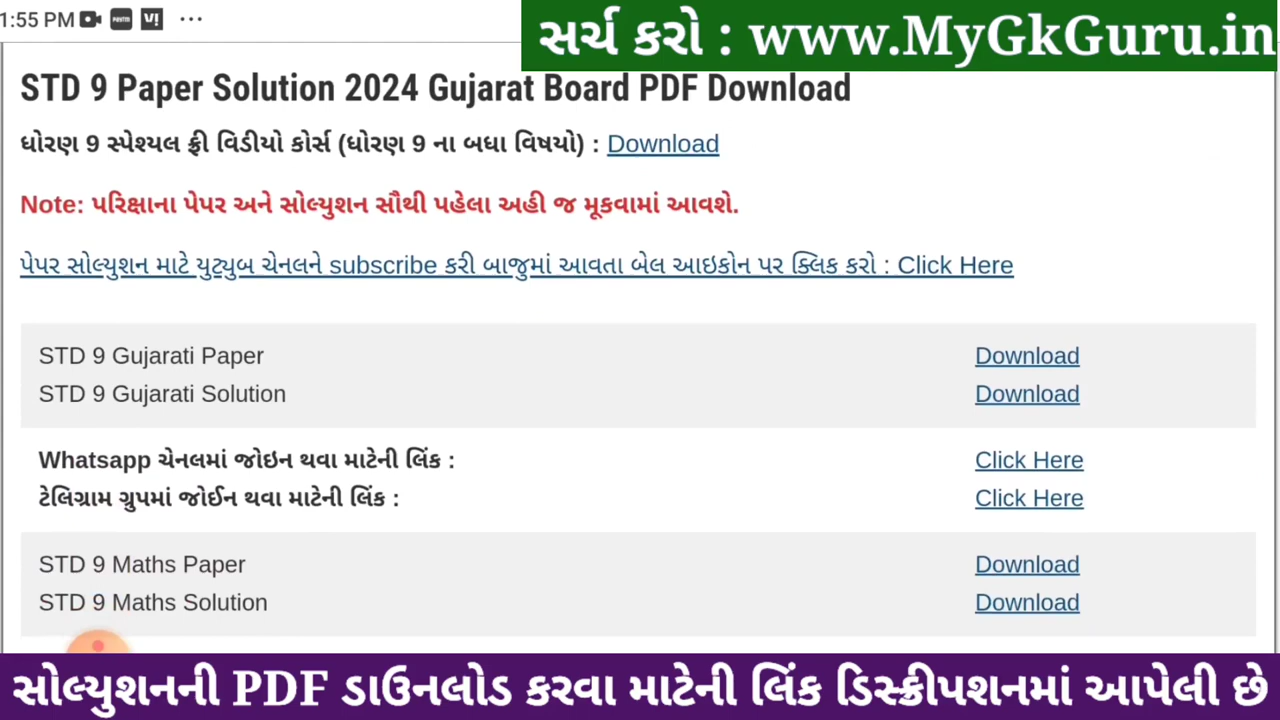 1:55 PM
સર્ચ કરો : www.MyGkGuru.in
STD 9 Paper Solution 2024 Gujarat Board PDF Download
ધોરણ 9 સ્પેશ્યલ ફ્રી વિડીયો કોર્સ (ધોરણ 9 ના બધા વિષયો) : Download
Note: પરિક્ષાના પેપર અને સોલ્યુશન સૌથી પહેલા અહી જ મૂકવામાં આવશે.
પેપર સોલ્યુશન માટે યુટ્યુબ ચેનલને subscribe કરી બાજુમાં આવતા બેલ આઇકોન પર ક્લિક કરો : Click Here
STD 9 Gujarati Paper Download
STD 9 Gujarati Solution Download
Whatsapp ચેનલમાં જોઇન થવા માટેની લિંક : Click Here
ટેલિગ્રામ ગ્રુપમાં જોઈન થવા માટેની લિંક : Click Here
STD 9 Maths Paper Download
STD 9 Maths Solution Download
સોલ્યુશનની PDF ડાઉનલોડ કરવા માટેની લિંક ડિસ્ક્રીપશનમાં આપેલી છે